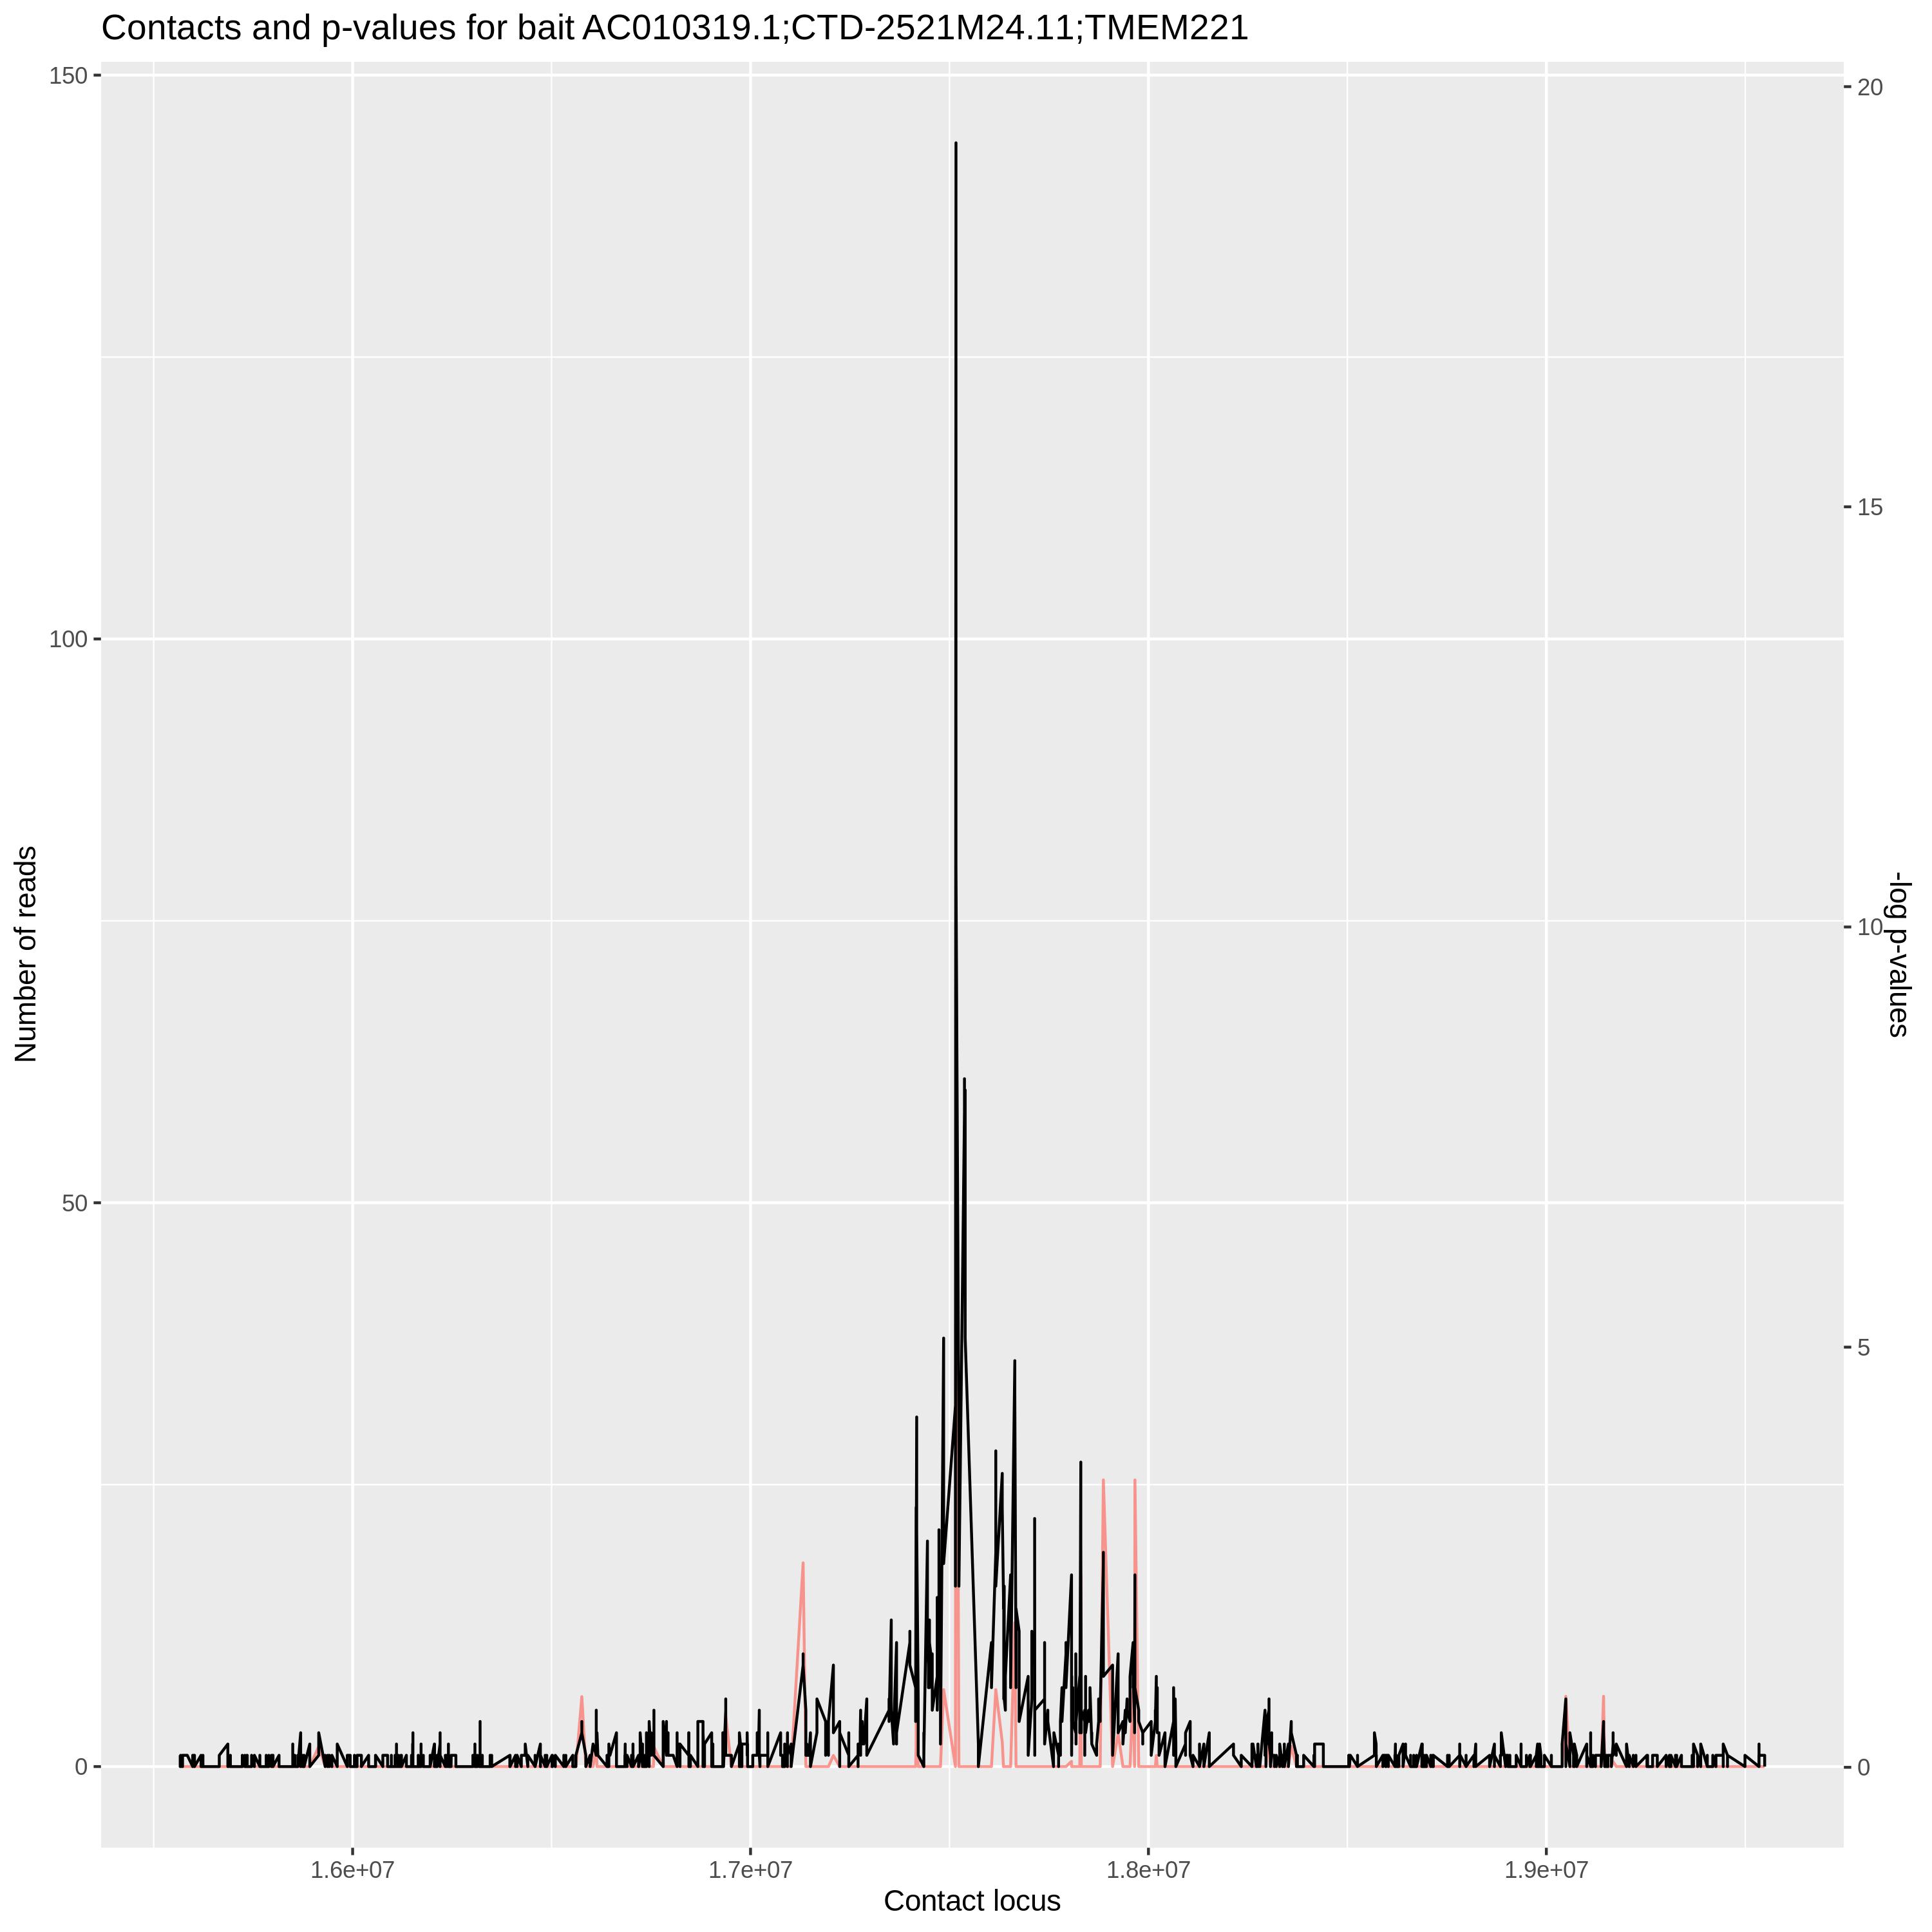 Contacts and p-values for bait AC010319.1;CTD-2521M24.11;TMEM221
150
100
50
0
Number of reads
20
15
10
5
0
-log p-values
1.6e+07
1.7e+07
1.8e+07
1.9e+07
Contact locus